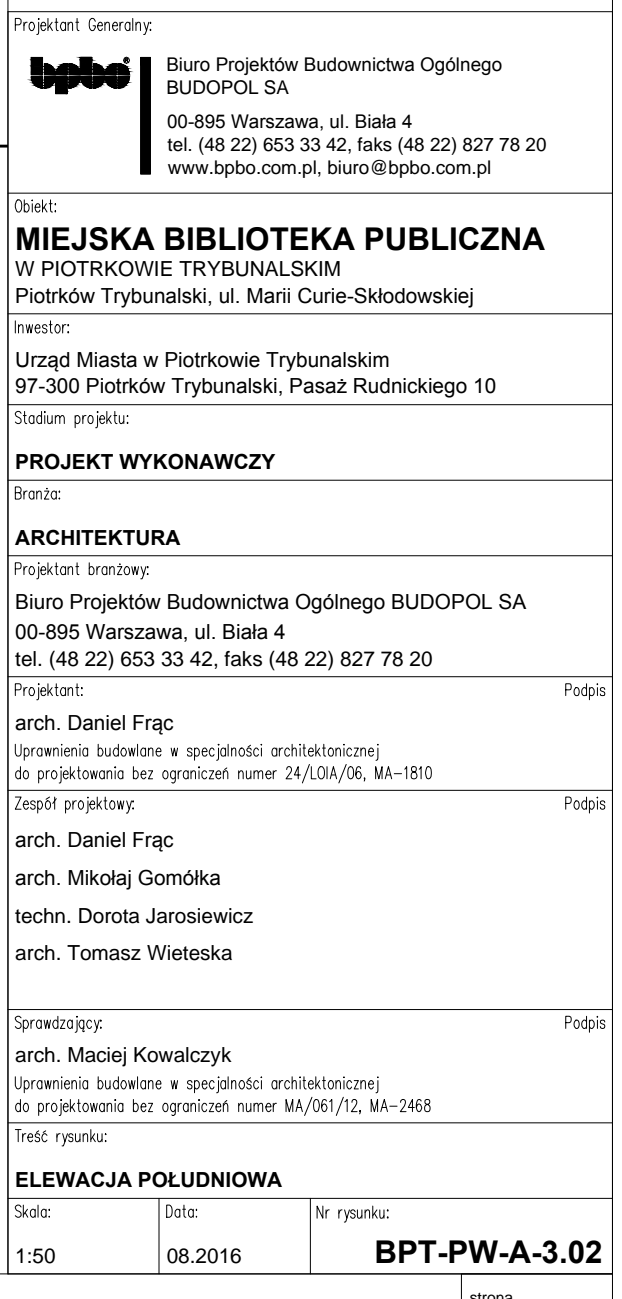 Projektant Generalny:
bpbo®
Biuro Projektów Budownictwa Ogólnego
BUDOPOL SA
00-895 Warszawa, ul. Biała 4
tel. (48 22) 653 33 42, faks (48 22) 827 78 20
www.bpbo.com.pl, biuro@bpbo.com.pl
Obiekt:
MIEJSKA BIBLIOTEKA PUBLICZNA
W PIOTRKOWIE TRYBUNALSKIM
Piotrków Trybunalski, ul. Marii Curie-Skłodowskiej
Inwestor:
Urząd Miasta w Piotrkowie Trybunalskim
97-300 Piotrków Trybunalski, Pasaż Rudnickiego 10
Stadium projektu:
PROJEKT WYKONAWCZY
Branża:
ARCHITEKTURA
Projektant branżowy:
Biuro Projektów Budownictwa Ogólnego BUDOPOL SA
00-895 Warszawa, ul. Biała 4
tel. (48 22) 653 33 42, faks (48 22) 827 78 20
Projektant: Podpis
arch. Daniel Frąc
Uprawnienia budowlane w specjalności architektonicznej
do projektowania bez ograniczeń numer 24/LOIA/06, MA-1810
Zespół projektowy: Podpis
arch. Daniel Frąc
arch. Mikołaj Gomółka
techn. Dorota Jarosiewicz
arch. Tomasz Wieteska
Sprawdzający: Podpis
arch. Maciej Kowalczyk
Uprawnienia budowlane w specjalności architektonicznej
do projektowania bez ograniczeń numer MA/061/12, MA-2468
Treść rysunku:
ELEWACJA POŁUDNIOWA
Skala: Data: Nr rysunku:
1:50 08.2016 BPT-PW-A-3.02
strona